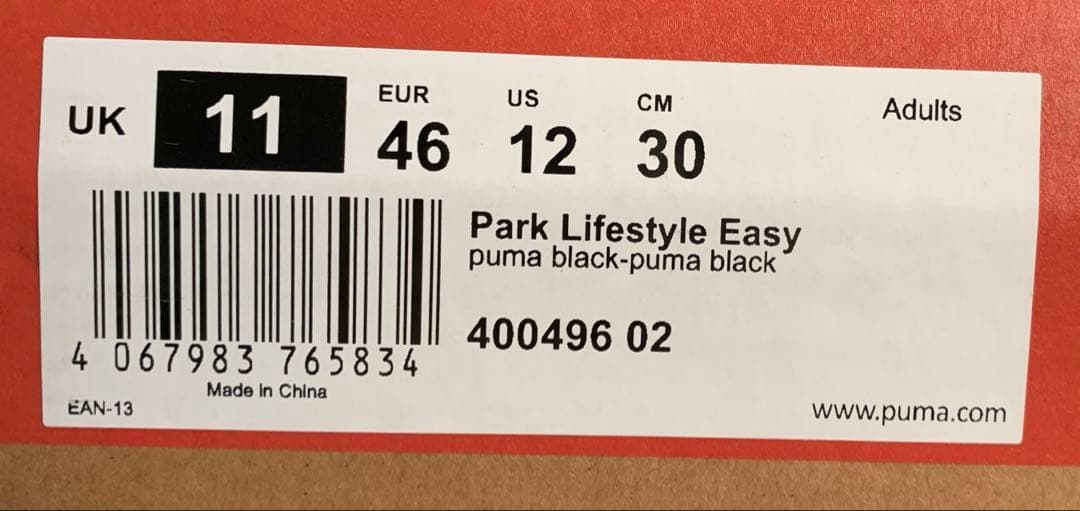 UK 11 EUR 46 US 12 CM 30 Adults
Park Lifestyle Easy
puma black-puma black
400496 02
4 067983 765834
Made in China
EAN-13
www.puma.com